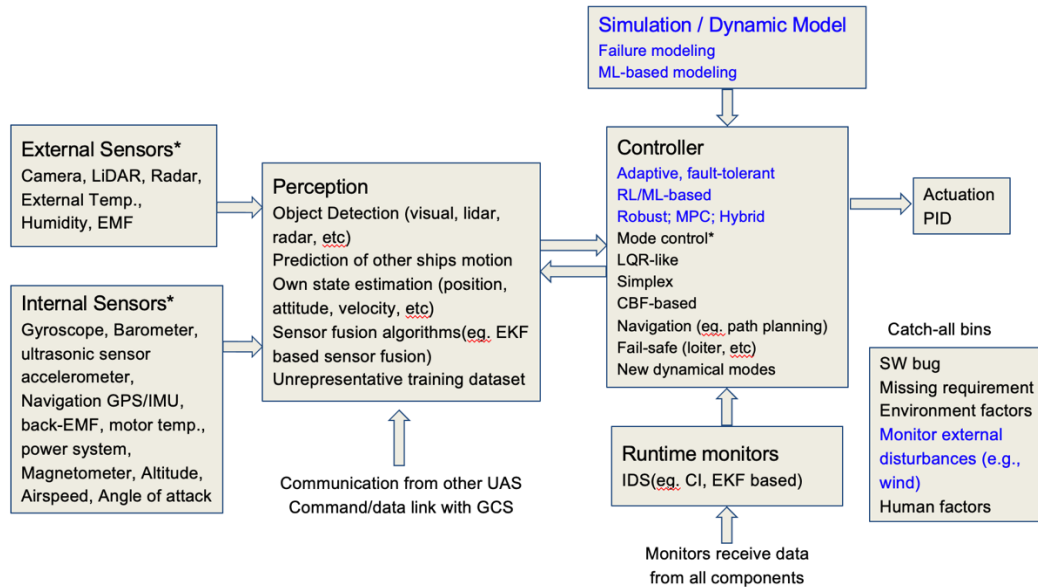 Simulation / Dynamic Model
Failure modeling
ML-based modeling
External Sensors*
Camera, LiDAR, Radar,
External Temp.,
Humidity, EMF
Internal Sensors*
Gyroscope, Barometer,
ultrasonic sensor
accelerometer,
Navigation GPS/IMU,
back-EMF, motor temp.,
power system,
Magnetometer, Altitude,
Airspeed, Angle of attack
Perception
Object Detection (visual, lidar,
radar, etc)
Prediction of other ships motion
Own state estimation (position,
attitude, velocity, etc)
Sensor fusion algorithms(eg. EKF
based sensor fusion)
Unrepresentative training dataset
Communication from other UAS
Command/data link with GCS
Controller
Adaptive, fault-tolerant
RL/ML-based
Robust; MPC; Hybrid
Mode control*
LQR-like
Simplex
CBF-based
Navigation (eg. path planning)
Fail-safe (loiter, etc)
New dynamical modes
Runtime monitors
IDS(eg. CI, EKF based)
Monitors receive data
from all components
Actuation
PID
Catch-all bins
SW bug
Missing requirement
Environment factors
Monitor external
disturbances (e.g.,
wind)
Human factors